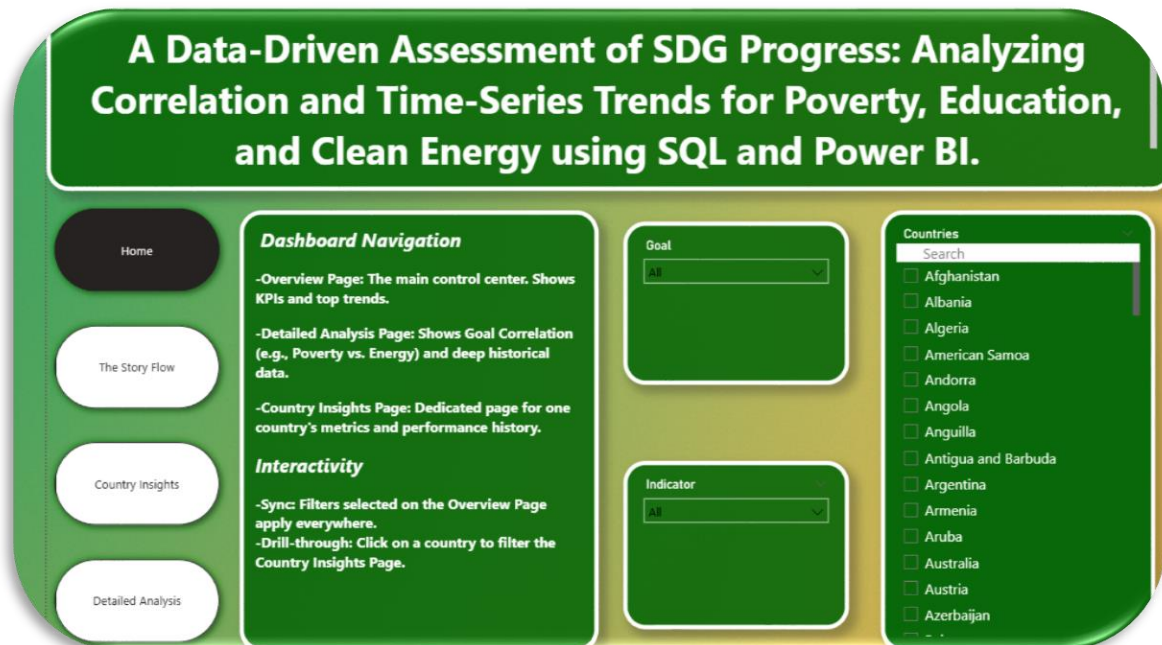 A Data-Driven Assessment of SDG Progress: Analyzing
Correlation and Time-Series Trends for Poverty, Education,
and Clean Energy using SQL and Power BI.
Home
The Story Flow
Country Insights
Detailed Analysis
Dashboard Navigation
-Overview Page: The main control center. Shows
KPIs and top trends.
-Detailed Analysis Page: Shows Goal Correlation
(e.g., Poverty vs. Energy) and deep historical
data.
-Country Insights Page: Dedicated page for one
country's metrics and performance history.
Interactivity
-Sync: Filters selected on the Overview Page
apply everywhere.
-Drill-through: Click on a country to filter the
Country Insights Page.
Goal
All
Indicator
All
Countries
Search
Afghanistan
Albania
Algeria
American Samoa
Andorra
Angola
Anguilla
Antigua and Barbuda
Argentina
Armenia
Aruba
Australia
Austria
Azerbaijan